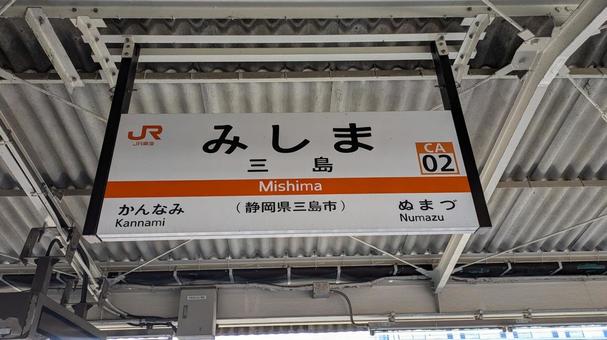 JR
JR東海
みしま
三島
CA
02
Mishima
かんなみ
Kannami
（静岡県三島市）
ぬまづ
Numazu